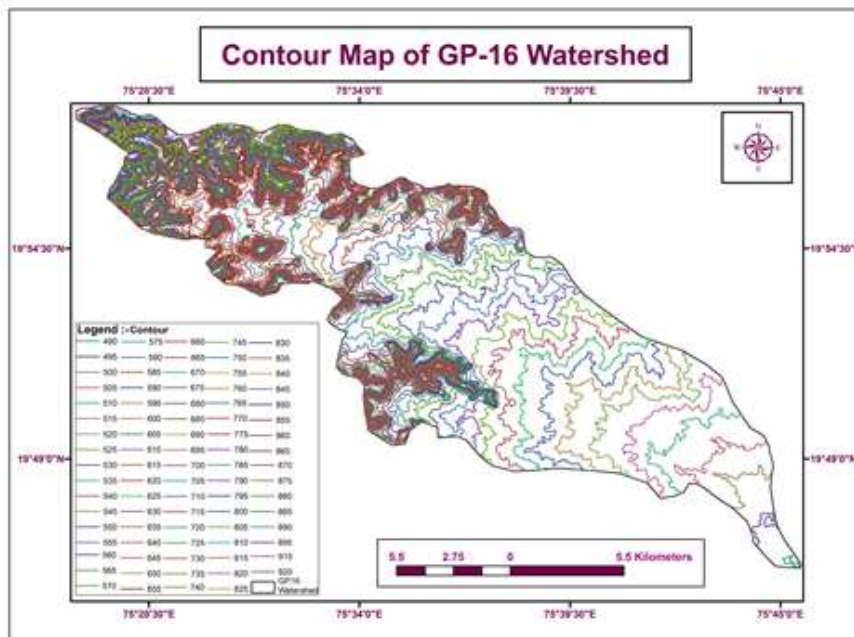 Contour Map of GP-16 Watershed
75°28'30"E 75°34'0"E 75°39'30"E 75°45'0"E
N
W E
S
19°54'30"N 19°54'30"N
Legend :-Contour
490 575 660 745 830
495 580 665 750 835
500 585 670 755 840
505 590 675 760 845
510 595 680 765 850
515 600 685 770 855
520 605 690 775 860
525 610 695 780 865
530 615 700 785 870
535 620 705 790 875
540 625 710 795 880
545 630 715 800 885
550 635 720 805 890
555 640 725 810 895
560 645 730 815 910
565 650 735 820 920
570 655 740 825 GP16
Watershed
19°49'0"N 19°49'0"N
5.5 2.75 0 5.5 Kilometers
75°28'30"E 75°34'0"E 75°39'30"E 75°45'0"E